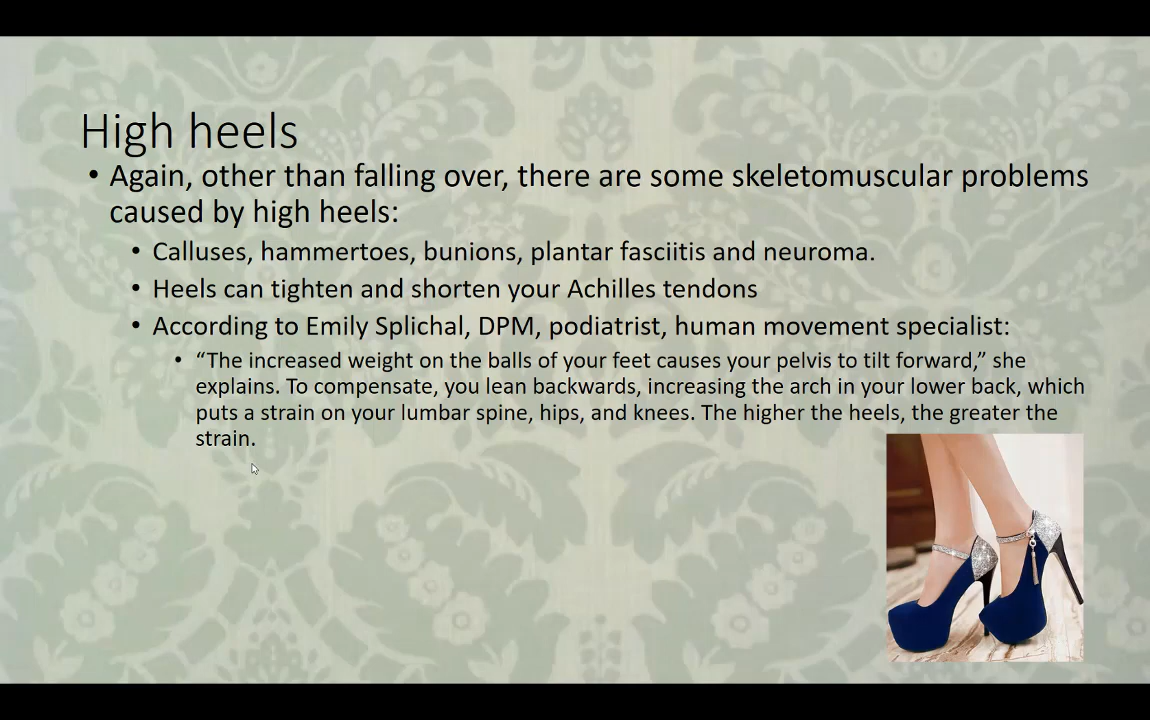 High heels
• Again, other than falling over, there are some skeletomuscular problems
caused by high heels:
• Calluses, hammertoes, bunions, plantar fasciitis and neuroma.
• Heels can tighten and shorten your Achilles tendons
• According to Emily Splichal, DPM, podiatrist, human movement specialist:
• “The increased weight on the balls of your feet causes your pelvis to tilt forward,” she
explains. To compensate, you lean backwards, increasing the arch in your lower back, which
puts a strain on your lumbar spine, hips, and knees. The higher the heels, the greater the
strain.